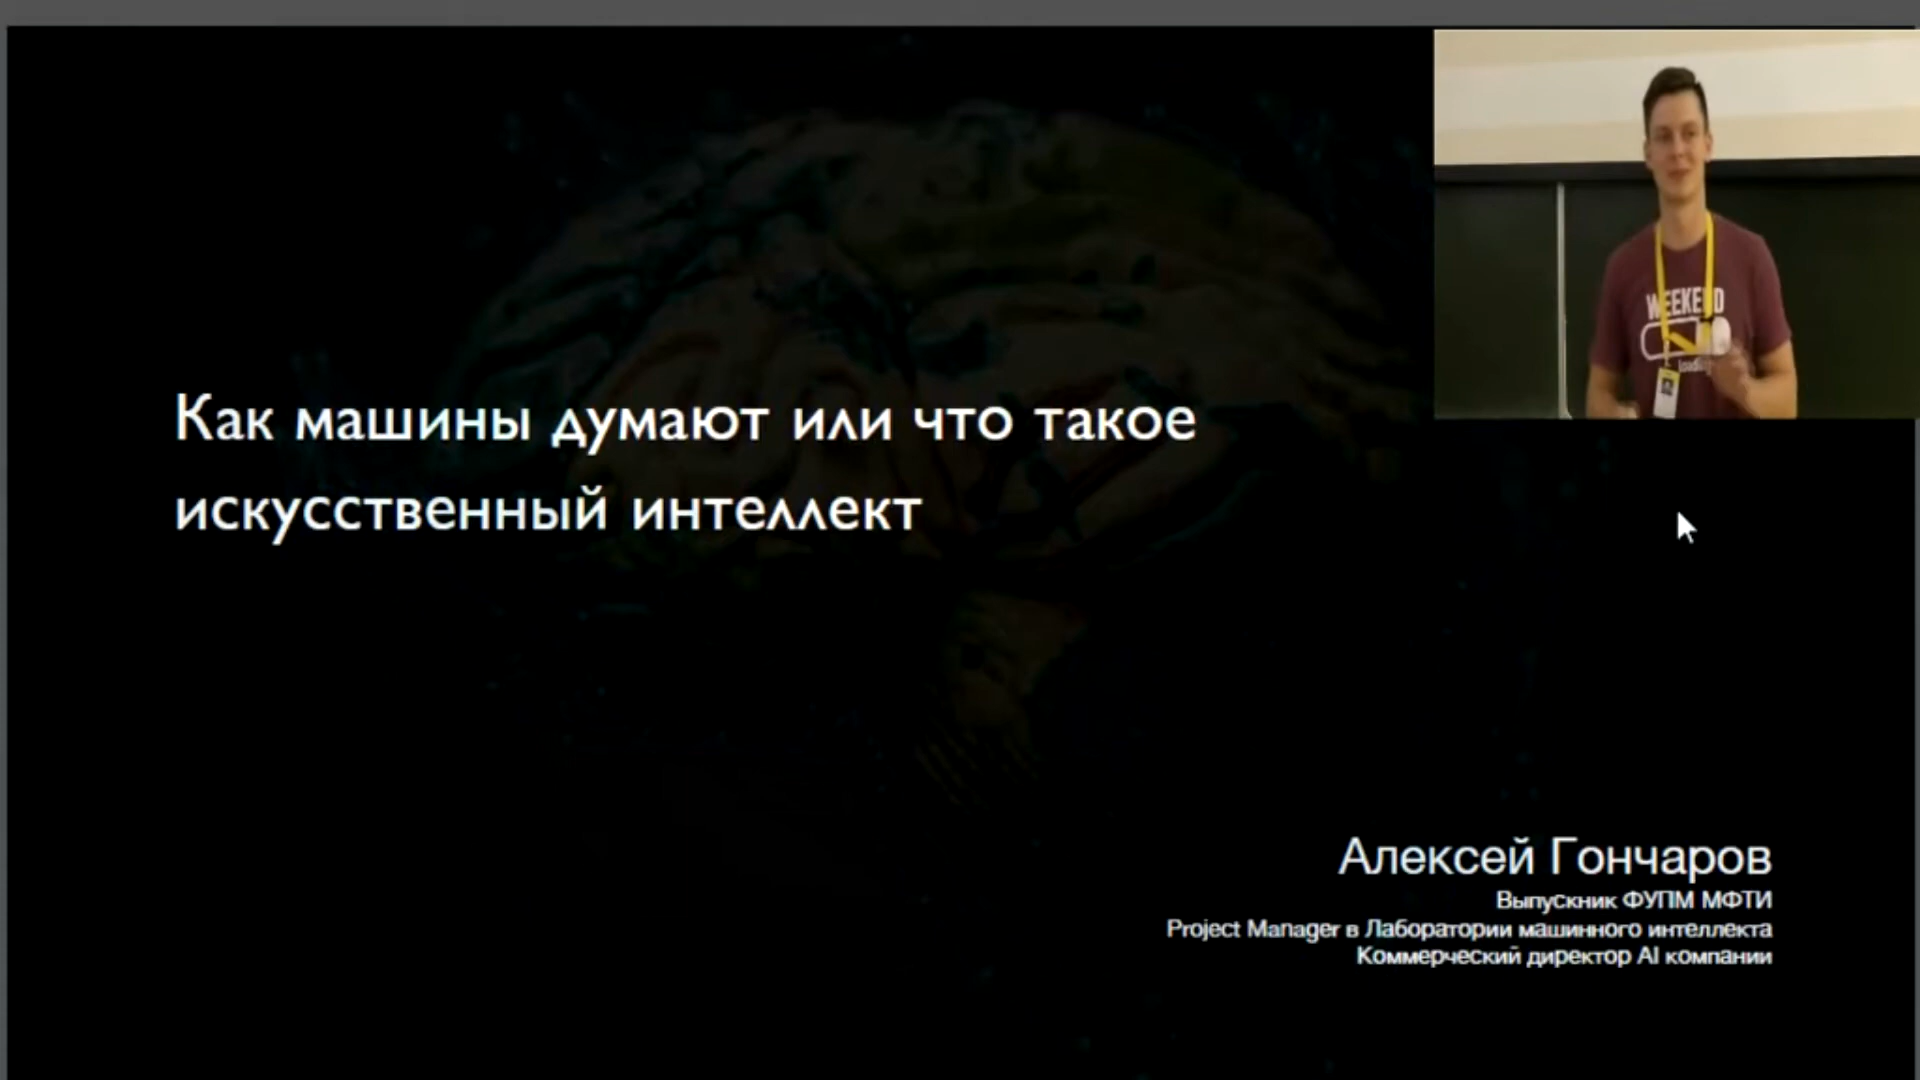 WEEKEND
loading
Как машины думают или что такое
искусственный интеллект
Алексей Гончаров
Выпускник ФУПМ МФТИ
Project Manager в Лаборатории машинного интеллекта
Коммерческий директор AI компании